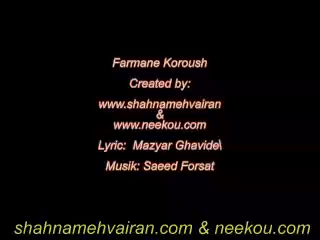 Farmane Koroush
Created by:
www.shahnamehvairan
&
www.neekou.com
Lyric: Mazyar Ghavide\
Musik: Saeed Forsat
shahnamehvairan.com & neekou.com